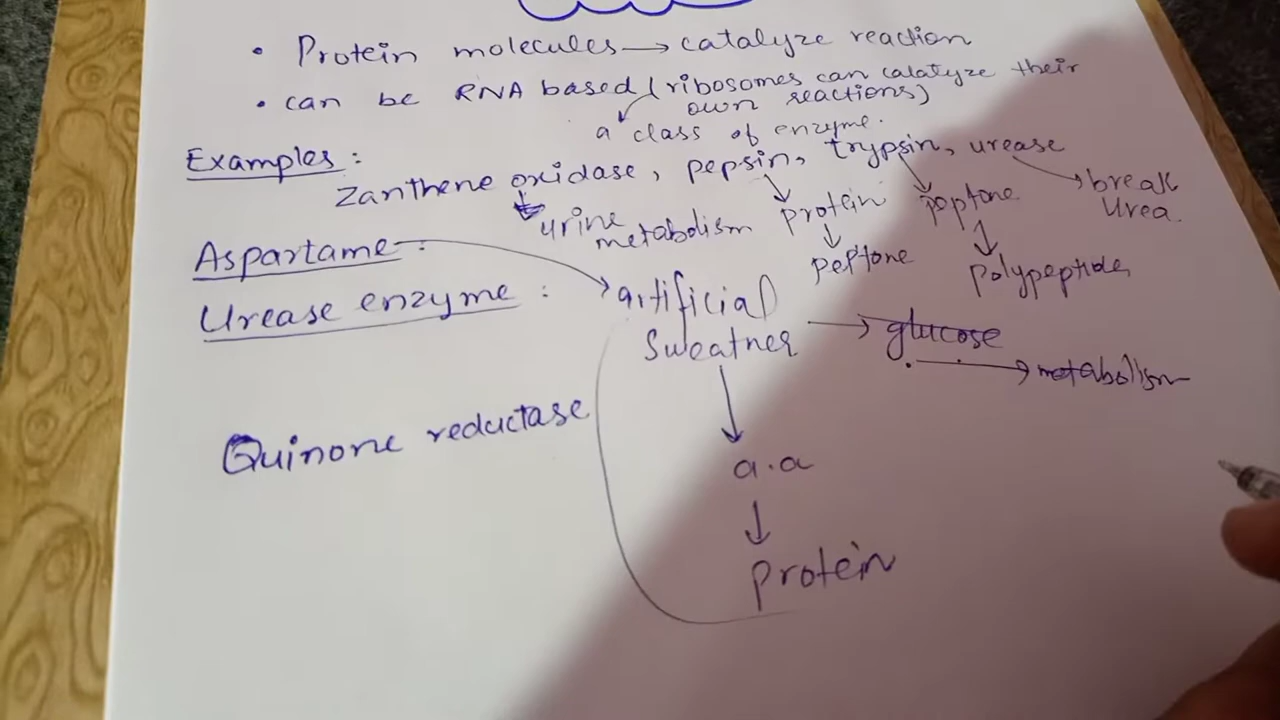 • Protein molecules → catalyze reaction
• can be RNA based (ribosomes can calatyze their
own reactions)
a class of enzyme.
Examples :
Zanthene oxidase, pepsin, trypsin, urease
urine
metabolism
protein
↓
peptone
peptone
↓
Polypeptide,
break
Urea.
Aspartame :
Urease enzyme :
artificial
Sweatner → glucose
→ metabolism
↓
a.a
↓
Protein
Quinone reductase